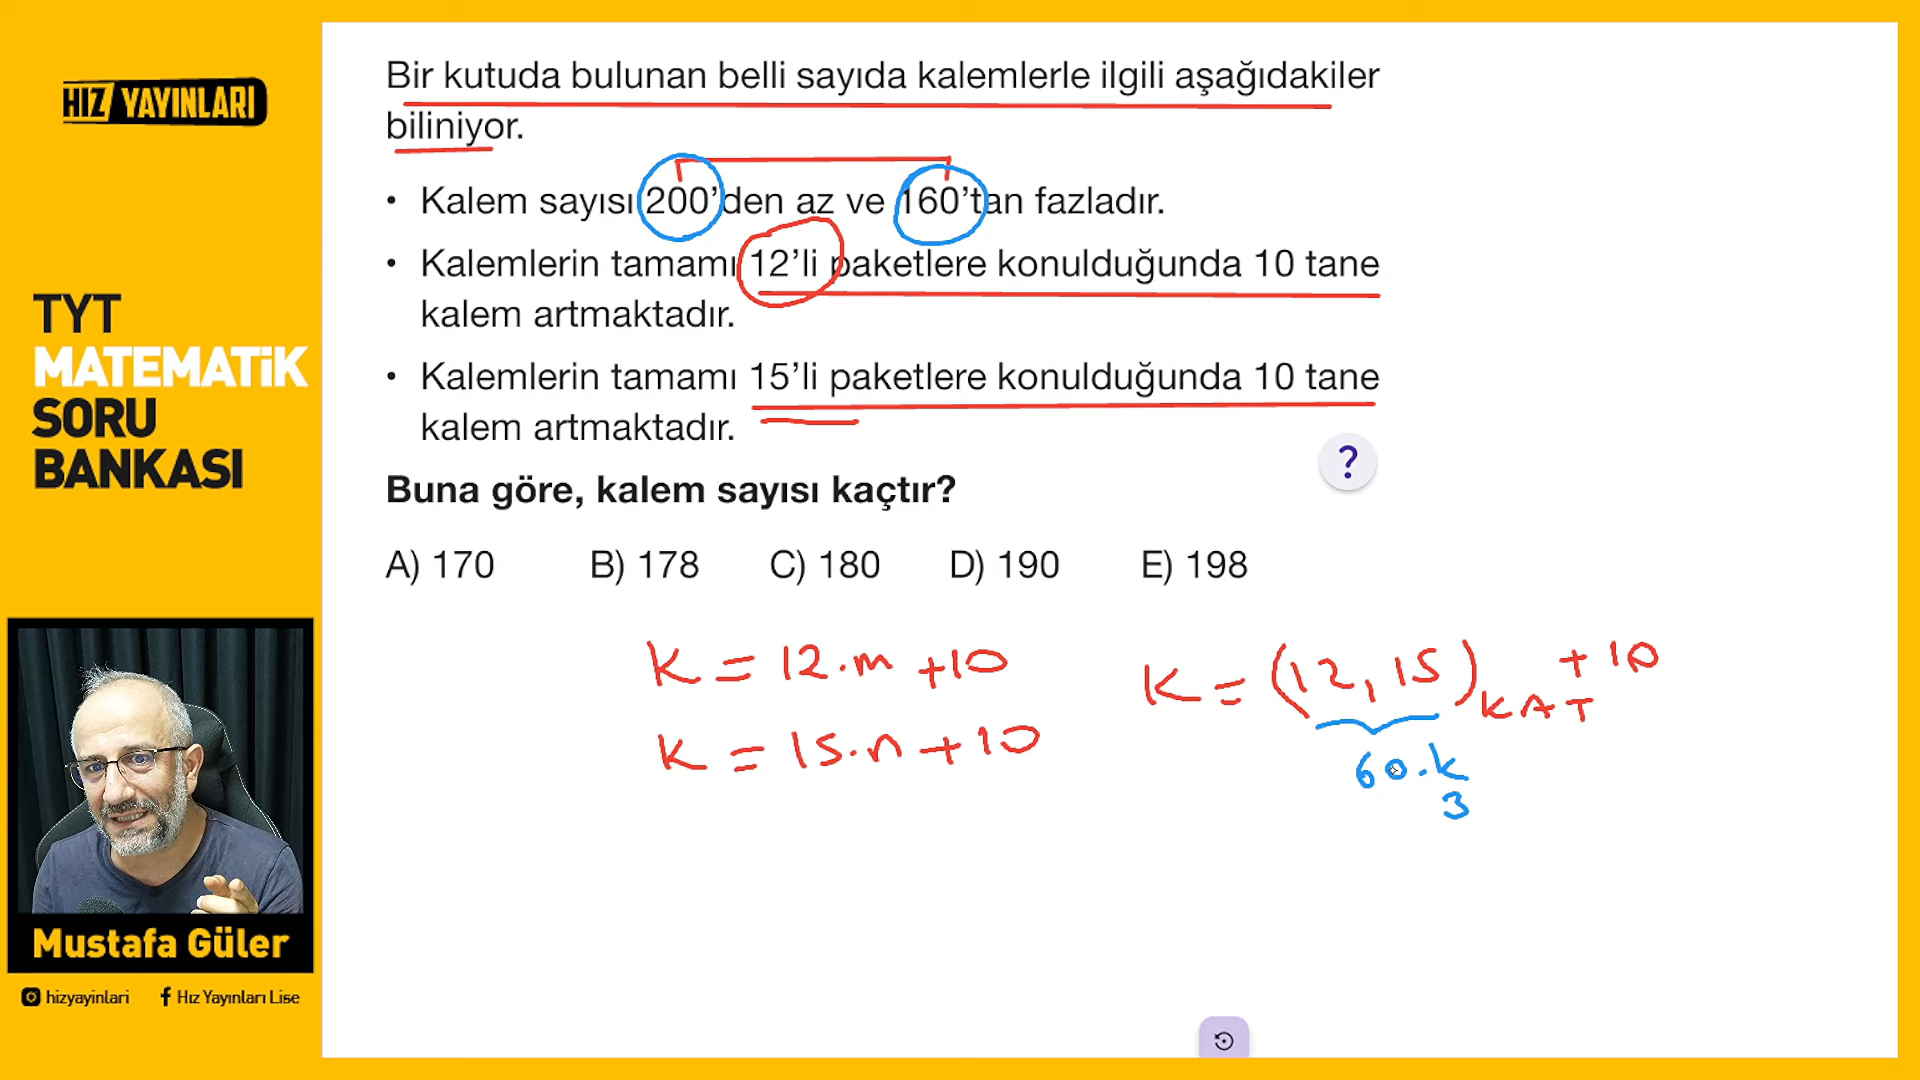 HIZ YAYINLARI
TYT
MATEMATİK
SORU
BANKASI
Bir kutuda bulunan belli sayıda kalemlerle ilgili aşağıdakiler
biliniyor.
• Kalem sayısı 200’den az ve 160’tan fazladır.
• Kalemlerin tamamı 12’li paketlere konulduğunda 10 tane
kalem artmaktadır.
• Kalemlerin tamamı 15’li paketlere konulduğunda 10 tane
kalem artmaktadır.
?
Buna göre, kalem sayısı kaçtır?
A) 170 B) 178 C) 180 D) 190 E) 198
K = 12.m +10
K = 15.n +10
K = (12, 15) KAT +10
60.k
3
Mustafa Güler
hizyayinlari Hız Yayınları Lise